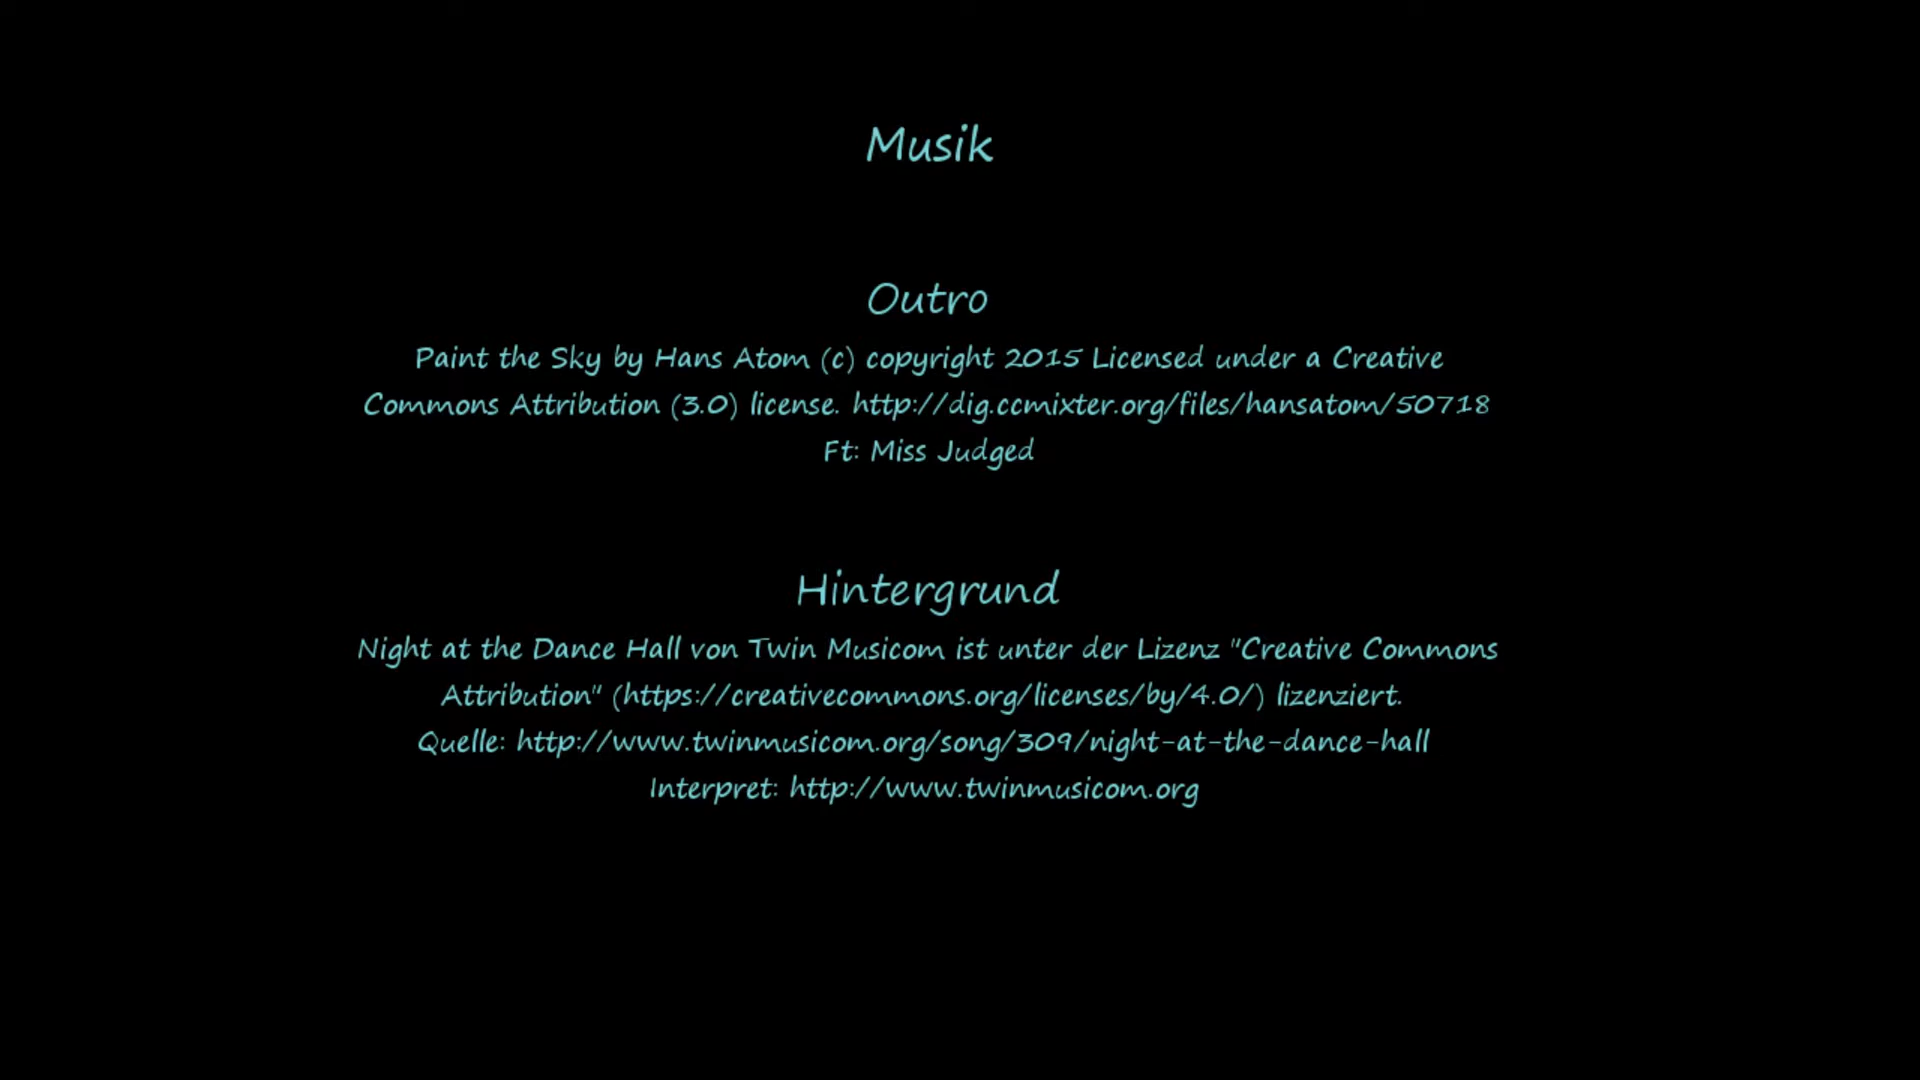 Musik
Outro
Paint the Sky by Hans Atom (c) copyright 2015 Licensed under a Creative
Commons Attribution (3.0) license. http://dig.ccmixter.org/files/hansatom/50718
Ft: Miss Judged
Hintergrund
Night at the Dance Hall von Twin Musicom ist unter der Lizenz "Creative Commons
Attribution" (https://creativecommons.org/licenses/by/4.0/) lizenziert.
Quelle: http://www.twinmusicom.org/song/309/night-at-the-dance-hall
Interpret: http://www.twinmusicom.org